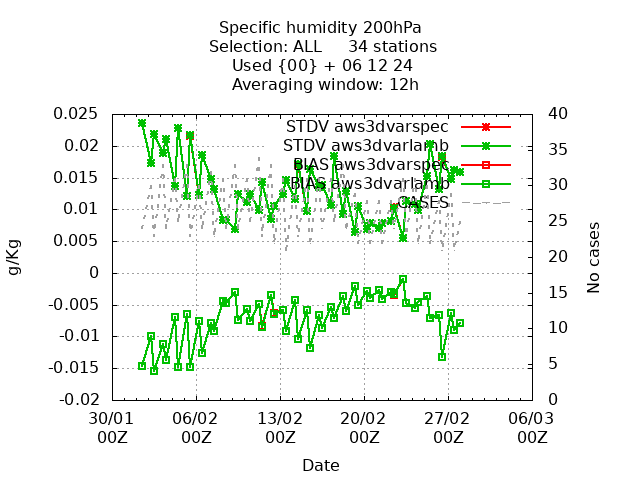 Specific humidity 200hPa
Selection: ALL 34 stations
Used {00} + 06 12 24
Averaging window: 12h
0.025
0.02
0.015
0.01
0.005
0
-0.005
-0.01
-0.015
-0.02
g/Kg
40
35
30
25
20
15
10
5
0
No cases
STDV aws3dvarspec
STDV aws3dvarlamb
BIAS aws3dvarspec
BIAS aws3dvarlamb
CASES
30/01 06/02 13/02 20/02 27/02 06/03
00Z 00Z 00Z 00Z 00Z 00Z
Date